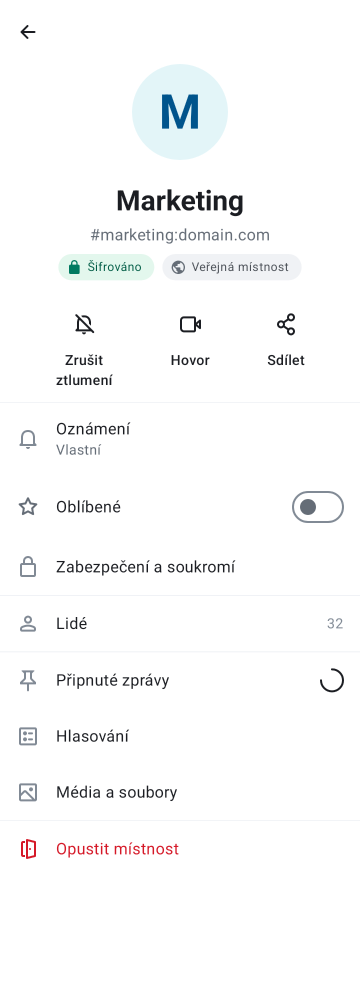 M
Marketing
#marketing:domain.com
Šifrováno
Veřejná místnost
Zrušit
ztlumení
Hovor
Sdílet
Oznámení
Vlastní
Oblíbené
Zabezpečení a soukromí
Lidé
32
Připnuté zprávy
Hlasování
Média a soubory
Opustit místnost